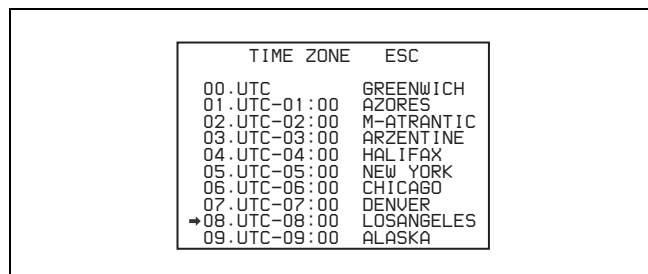 TIME ZONE ESC
00.UTC GREENWICH
01.UTC-01:00 AZORES
02.UTC-02:00 M-ATRANTIC
03.UTC-03:00 ARZENTINE
04.UTC-04:00 HALIFAX
05.UTC-05:00 NEW YORK
06.UTC-06:00 CHICAGO
07.UTC-07:00 DENVER
➡08.UTC-08:00 LOSANGELES
09.UTC-09:00 ALASKA